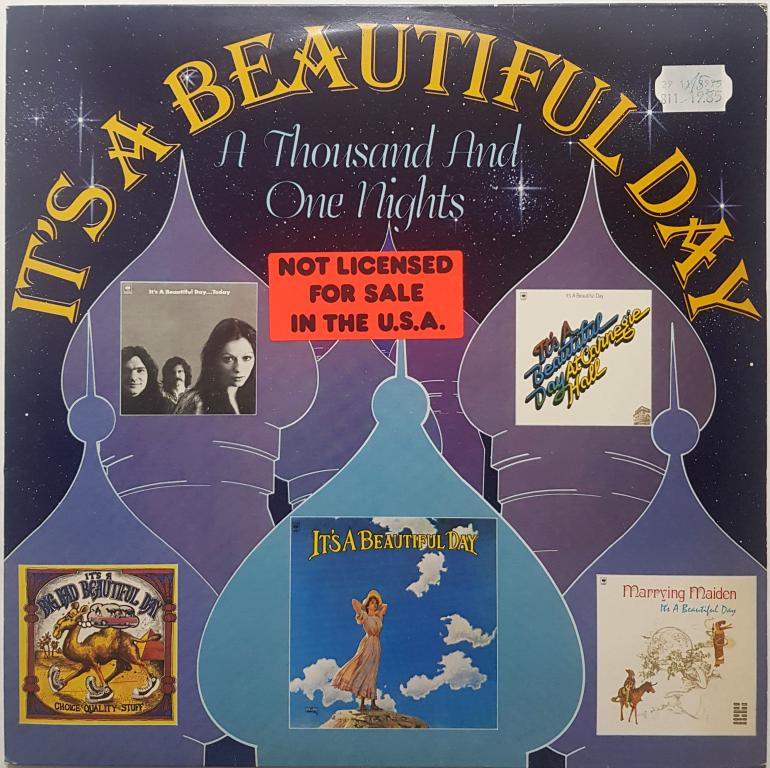 IT'S A BEAUTIFUL DAY
A Thousand And
One Nights
NOT LICENSED
FOR SALE
IN THE U.S.A.
It's A Beautiful Day...Today
It's A Beautiful Day
It's A
Beautiful
Day At Carnegie
Hall
IT'S A BEAUTIFUL DAY
IT'S A
BIG BAD BEAUTIFUL DAY
CHOICE QUALITY STUFF
Marrying Maiden
It's A Beautiful Day